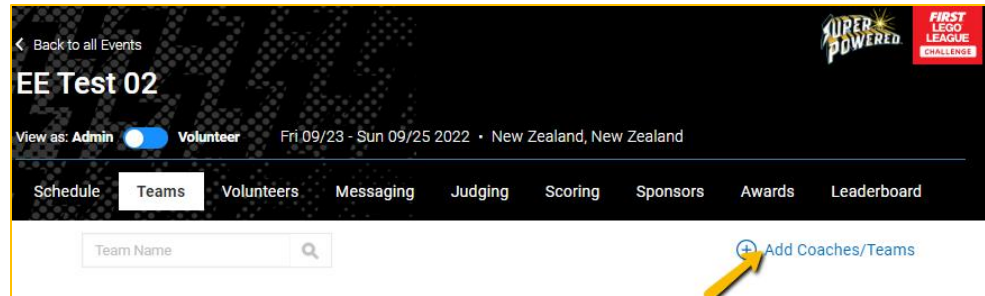 Back to all Events
SUPER
POWERED
FIRST
LEGO
LEAGUE
CHALLENGE
EE Test 02
View as: Admin Volunteer Fri 09/23 - Sun 09/25 2022 • New Zealand, New Zealand
Schedule Teams Volunteers Messaging Judging Scoring Sponsors Awards Leaderboard
Team Name Add Coaches/Teams